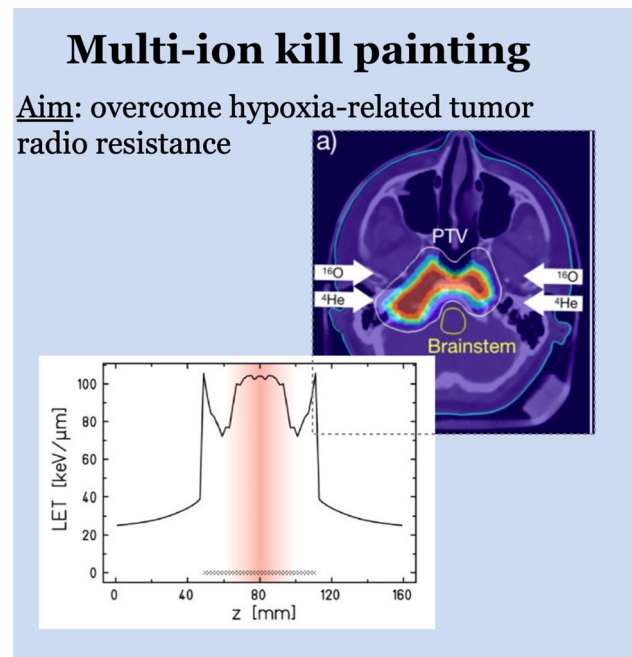 Multi-ion kill painting
Aim: overcome hypoxia-related tumor
radio resistance
a)
PTV
¹⁶O
¹⁶O
⁴He
⁴He
Brainstem
LET [keV/μm]
100
80
60
40
20
0
0 40 80 120 160
z [mm]